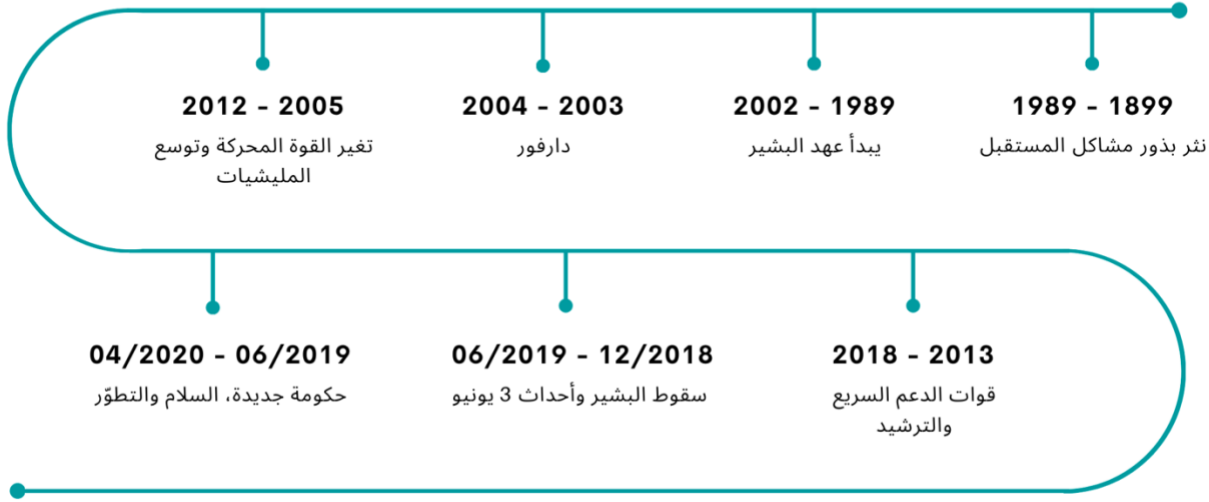 1899 - 1989
نثر بذور مشاكل المستقبل
1989 - 2002
يبدأ عهد البشير
2003 - 2004
دارفور
2005 - 2012
تغير القوة المحركة وتوسع
المليشيات
2013 - 2018
قوات الدعم السريع
والترشيد
12/2018 - 06/2019
سقوط البشير وأحداث 3 يونيو
06/2019 - 04/2020
حكومة جديدة، السلام والتطوّر